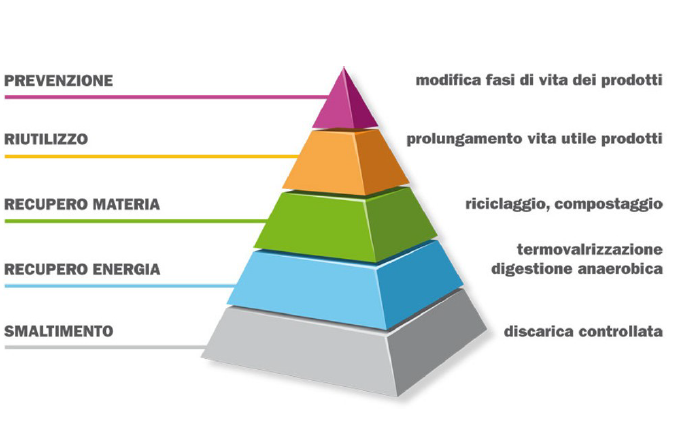 PREVENZIONE
modifica fasi di vita dei prodotti
RIUTILIZZO
prolungamento vita utile prodotti
RECUPERO MATERIA
riciclaggio, compostaggio
RECUPERO ENERGIA
termovalrizzazione
digestione anaerobica
SMALTIMENTO
discarica controllata